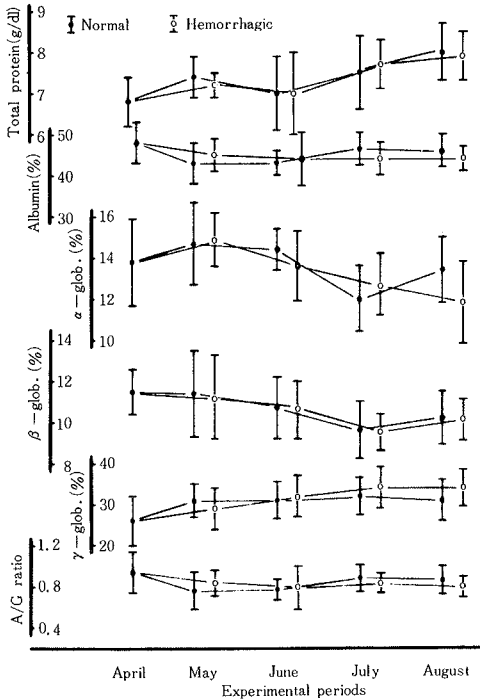 Normal
Hemorrhagic
Total protein(g/dl)
9
8
7
6
Albumin(%)
50
40
30
α-glob.(%)
16
14
12
10
β-glob.(%)
14
12
10
8
γ-glob.(%)
40
30
20
A/G ratio
1.2
0.8
0.4
April
May
June
July
August
Experimental periods